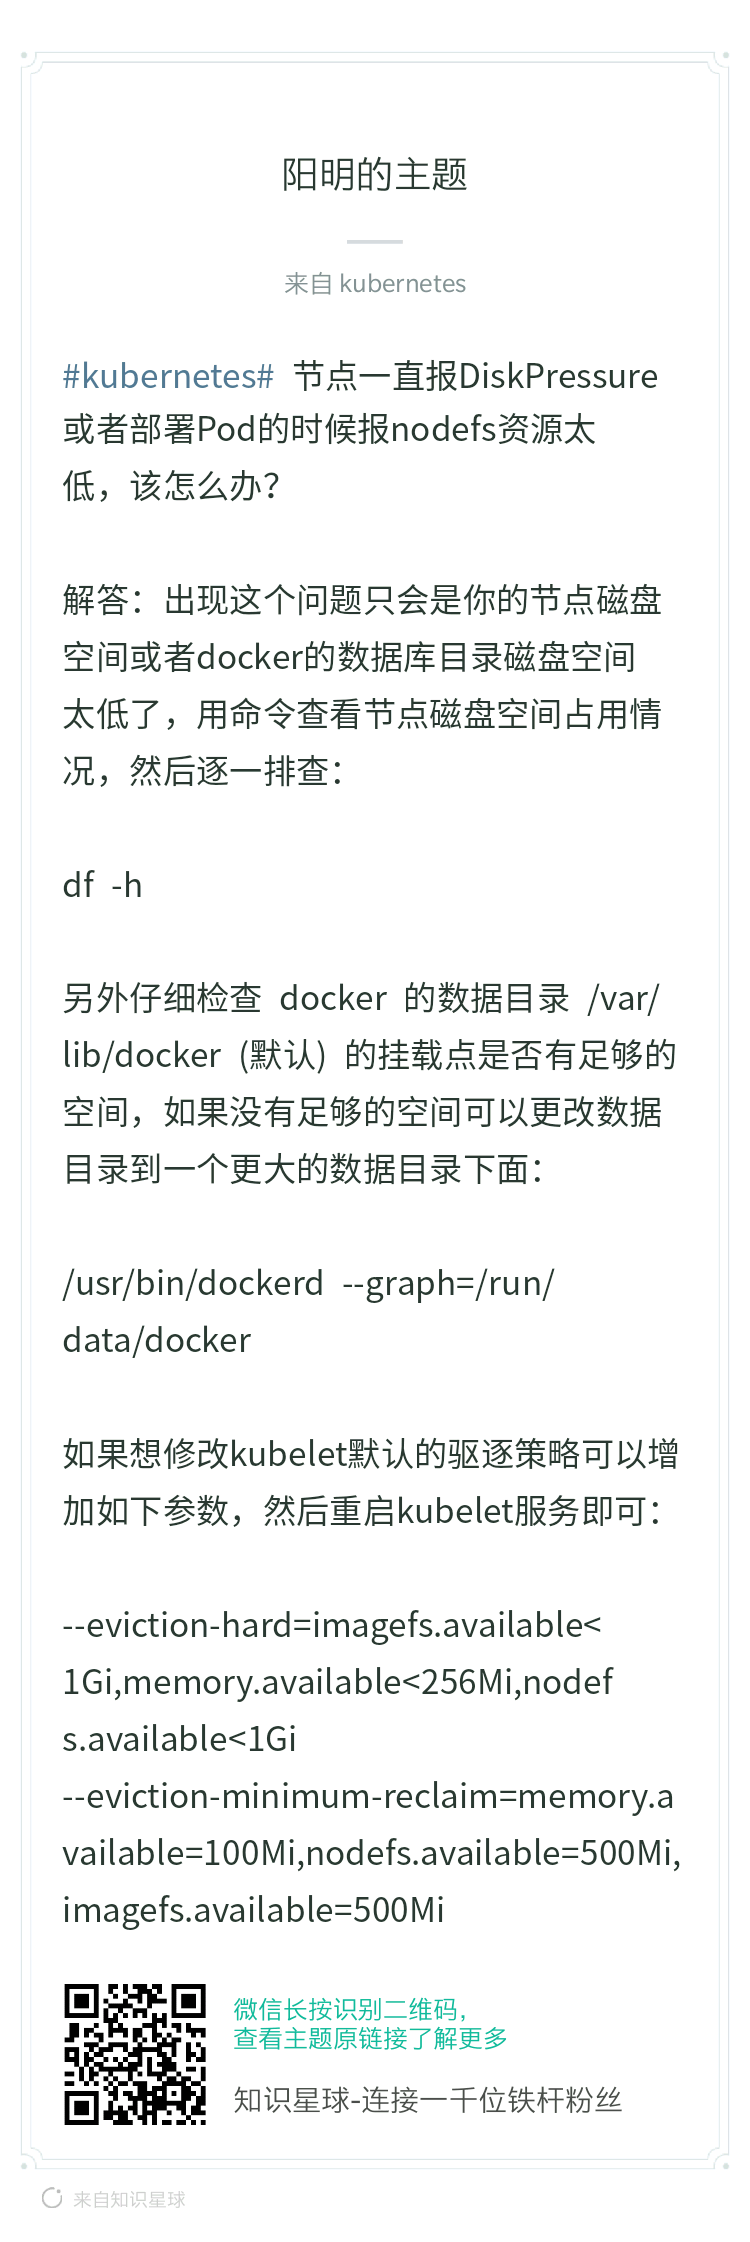 阳明的主题
来自 kubernetes
#kubernetes# 节点一直报DiskPressure
或者部署Pod的时候报nodefs资源太
低，该怎么办？
解答：出现这个问题只会是你的节点磁盘
空间或者docker的数据库目录磁盘空间
太低了，用命令查看节点磁盘空间占用情
况，然后逐一排查：
df -h
另外仔细检查 docker 的数据目录 /var/
lib/docker (默认) 的挂载点是否有足够的
空间，如果没有足够的空间可以更改数据
目录到一个更大的数据目录下面：
/usr/bin/dockerd --graph=/run/
data/docker
如果想修改kubelet默认的驱逐策略可以增
加如下参数，然后重启kubelet服务即可：
--eviction-hard=imagefs.available<
1Gi,memory.available<256Mi,nodef
s.available<1Gi
--eviction-minimum-reclaim=memory.a
vailable=100Mi,nodefs.available=500Mi,
imagefs.available=500Mi
微信长按识别二维码，
查看主题原链接了解更多
知识星球-连接一千位铁杆粉丝
来自知识星球